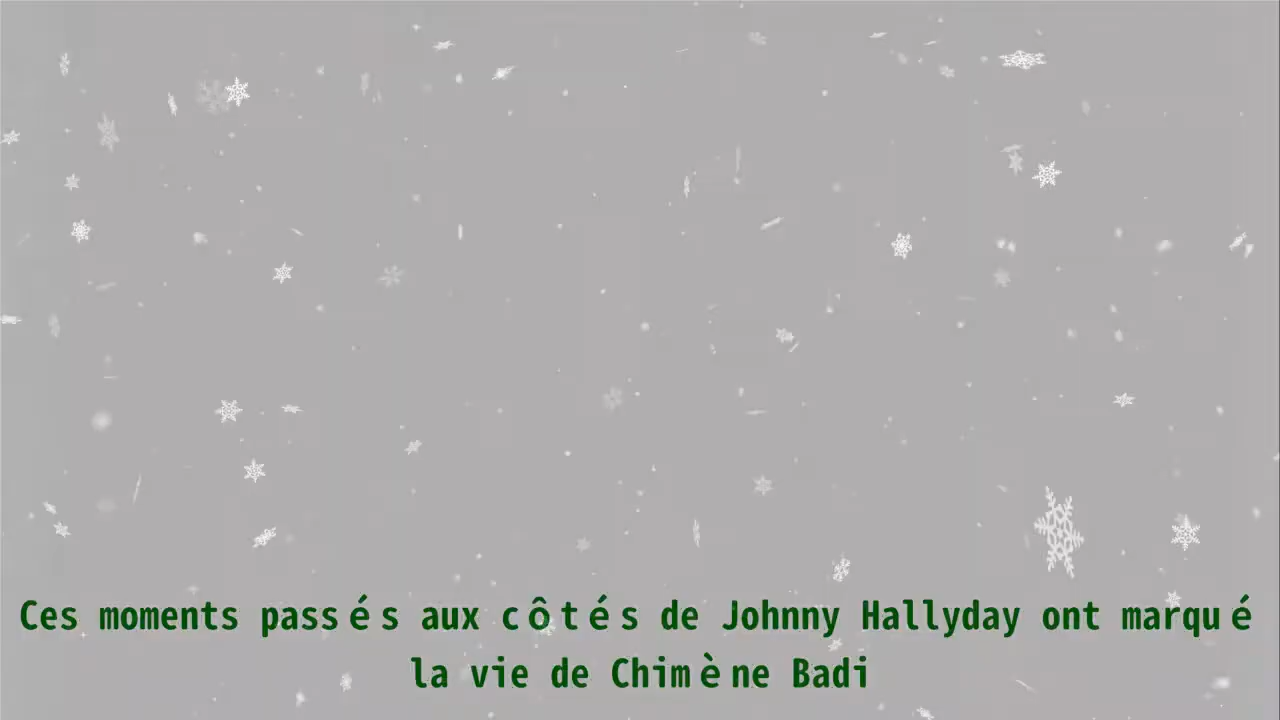 Ces moments passés aux côtés de Johnny Hallyday ont marqué
la vie de Chimène Badi